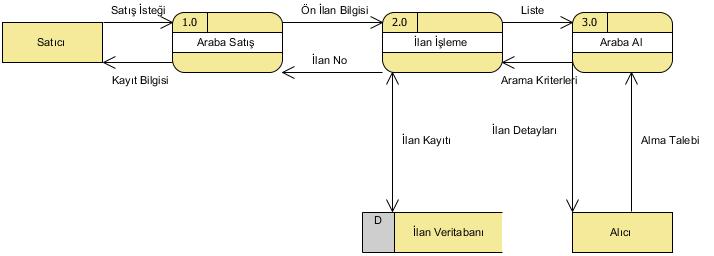 Satış İsteği
Ön İlan Bilgisi
Liste
1.0
2.0
3.0
Satıcı
Araba Satış
İlan İşleme
Araba Al
Kayıt Bilgisi
İlan No
Arama Kriterleri
İlan Kayıtı
İlan Detayları
Alma Talebi
D
İlan Veritabanı
Alıcı